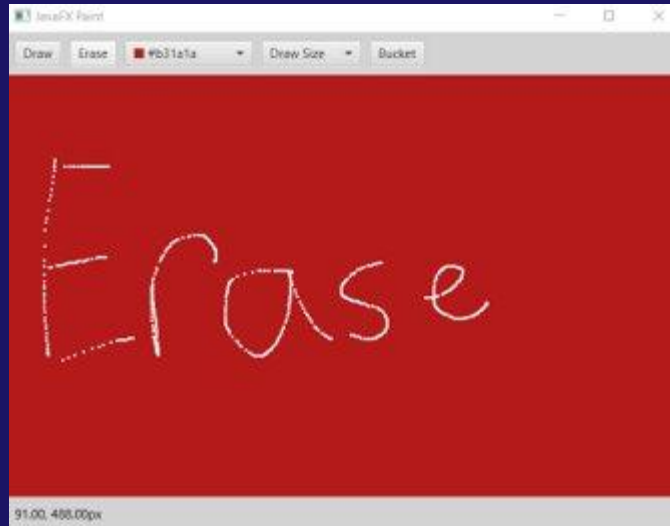 JavaFX Paint
Draw Erase #b31a1a Draw Size Bucket
Erase
91.00, 488.00px